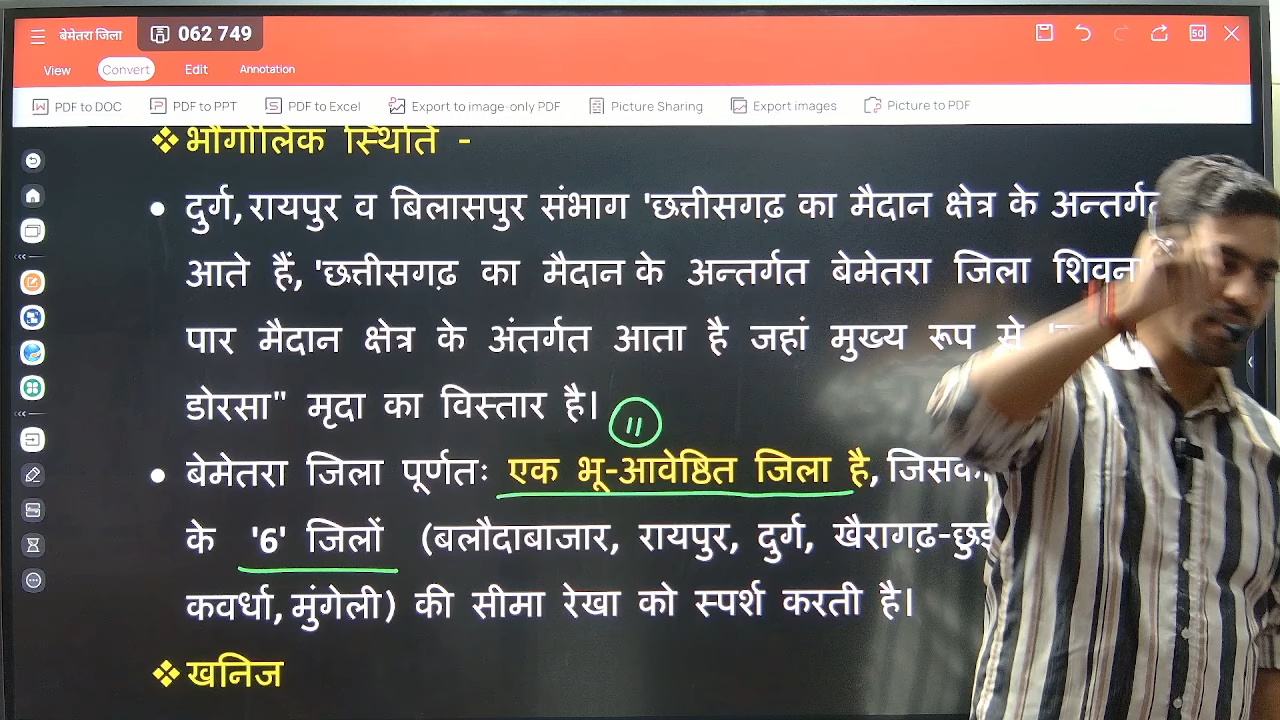 बेमेतरा जिला
062 749
50
View
Convert
Edit
Annotation
PDF to DOC
PDF to PPT
PDF to Excel
Export to image-only PDF
Picture Sharing
Export images
Picture to PDF
❖भौगोलिक स्थिति -
• दुर्ग, रायपुर व बिलासपुर संभाग 'छत्तीसगढ़ का मैदान क्षेत्र के अन्तर्गत
आते हैं, 'छत्तीसगढ़ का मैदान के अन्तर्गत बेमेतरा जिला
पार मैदान क्षेत्र के अंतर्गत आता है जहां मुख्य रूप से
डोरसा" मृदा का विस्तार है।
11
• बेमेतरा जिला पूर्णतः एक भू-आवेष्ठित जिला है,
के '6' जिलों (बलौदाबाजार, रायपुर, दुर्ग,
कवर्धा, मुंगेली) की सीमा रेखा को स्पर्श करती है।
❖खनिज